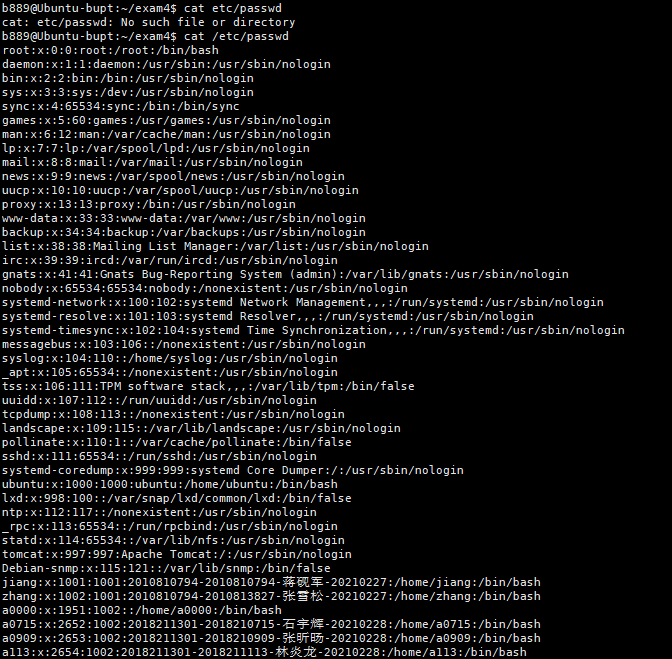 b889@Ubuntu-bupt:~/exam4$ cat etc/passwd
cat: etc/passwd: No such file or directory
b889@Ubuntu-bupt:~/exam4$ cat /etc/passwd
root:x:0:0:root:/root:/bin/bash
daemon:x:1:1:daemon:/usr/sbin:/usr/sbin/nologin
bin:x:2:2:bin:/bin:/usr/sbin/nologin
sys:x:3:3:sys:/dev:/usr/sbin/nologin
sync:x:4:65534:sync:/bin:/bin/sync
games:x:5:60:games:/usr/games:/usr/sbin/nologin
man:x:6:12:man:/var/cache/man:/usr/sbin/nologin
lp:x:7:7:lp:/var/spool/lpd:/usr/sbin/nologin
mail:x:8:8:mail:/var/mail:/usr/sbin/nologin
news:x:9:9:news:/var/spool/news:/usr/sbin/nologin
uucp:x:10:10:uucp:/var/spool/uucp:/usr/sbin/nologin
proxy:x:13:13:proxy:/bin:/usr/sbin/nologin
www-data:x:33:33:www-data:/var/www:/usr/sbin/nologin
backup:x:34:34:backup:/var/backups:/usr/sbin/nologin
list:x:38:38:Mailing List Manager:/var/list:/usr/sbin/nologin
irc:x:39:39:ircd:/var/run/ircd:/usr/sbin/nologin
gnats:x:41:41:Gnats Bug-Reporting System (admin):/var/lib/gnats:/usr/sbin/nologin
nobody:x:65534:65534:nobody:/nonexistent:/usr/sbin/nologin
systemd-network:x:100:102:systemd Network Management,,,:/run/systemd:/usr/sbin/nologin
systemd-resolve:x:101:103:systemd Resolver,,,:/run/systemd:/usr/sbin/nologin
systemd-timesync:x:102:104:systemd Time Synchronization,,,:/run/systemd:/usr/sbin/nologin
messagebus:x:103:106::/nonexistent:/usr/sbin/nologin
syslog:x:104:110::/home/syslog:/usr/sbin/nologin
_apt:x:105:65534::/nonexistent:/usr/sbin/nologin
tss:x:106:111:TPM software stack,,,:/var/lib/tpm:/bin/false
uuidd:x:107:112::/run/uuidd:/usr/sbin/nologin
tcpdump:x:108:113::/nonexistent:/usr/sbin/nologin
landscape:x:109:115::/var/lib/landscape:/usr/sbin/nologin
pollinate:x:110:1::/var/cache/pollinate:/bin/false
sshd:x:111:65534::/run/sshd:/usr/sbin/nologin
systemd-coredump:x:999:999:systemd Core Dumper:/:/usr/sbin/nologin
ubuntu:x:1000:1000:ubuntu:/home/ubuntu:/bin/bash
lxd:x:998:100::/var/snap/lxd/common/lxd:/bin/false
ntp:x:112:117::/nonexistent:/usr/sbin/nologin
_rpc:x:113:65534::/run/rpcbind:/usr/sbin/nologin
statd:x:114:65534::/var/lib/nfs:/usr/sbin/nologin
tomcat:x:997:997:Apache Tomcat:/:/usr/sbin/nologin
Debian-snmp:x:115:121::/var/lib/snmp:/bin/false
jiang:x:1001:1001:2010810794-2010810794-蒋砚军-20210227:/home/jiang:/bin/bash
zhang:x:1002:1002:2010813827-张雪松-20210227:/home/zhang:/bin/bash
a0000:x:1951:1002::/home/a0000:/bin/bash
a0715:x:2652:1002:2018211301-2018210715-石宇辉-20210228:/home/a0715:/bin/bash
a0909:x:2653:1002:2018211301-2018210909-张昕旸-20210228:/home/a0909:/bin/bash
a113:x:2654:1002:2018211301-2018211113-林炎龙-20210228:/home/a113:/bin/bash